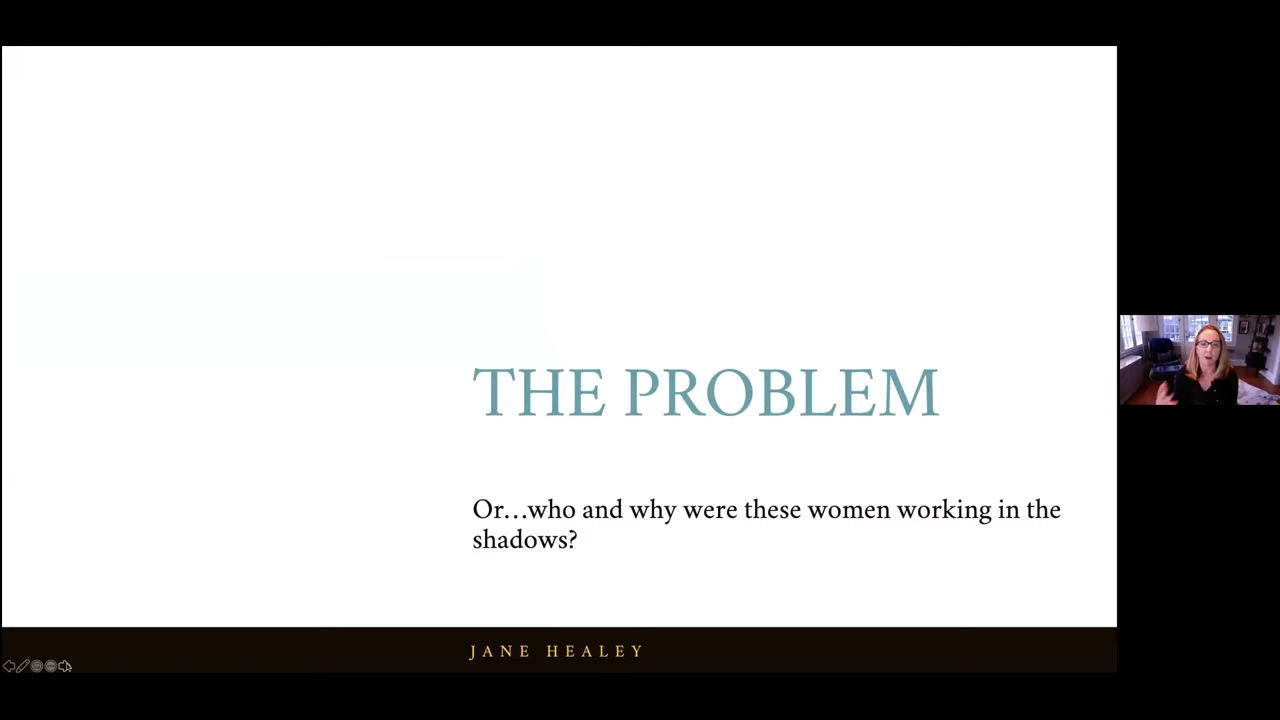 THE PROBLEM
Or…who and why were these women working in the
shadows?
JANE HEALEY